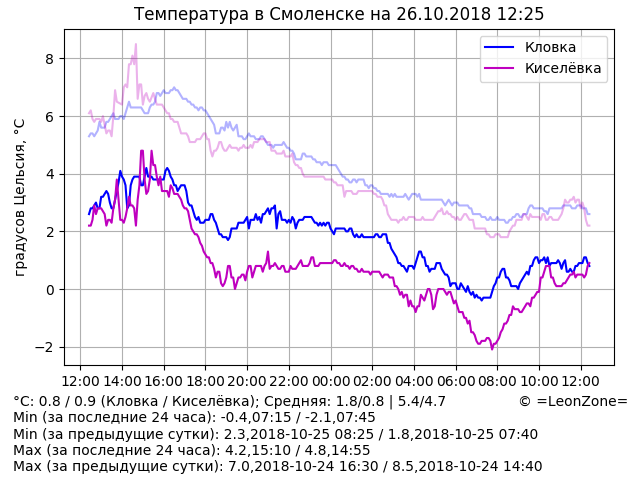 Температура в Смоленске на 26.10.2018 12:25
Кловка
Киселёвка
градусов Цельсия, °C
8
6
4
2
0
−2
12:00 14:00 16:00 18:00 20:00 22:00 00:00 02:00 04:00 06:00 08:00 10:00 12:00
°C: 0.8 / 0.9 (Кловка / Киселёвка); Средняя: 1.8/0.8 | 5.4/4.7 © =LeonZone=
Min (за последние 24 часа): -0.4,07:15 / -2.1,07:45
Min (за предыдущие сутки): 2.3,2018-10-25 08:25 / 1.8,2018-10-25 07:40
Max (за последние 24 часа): 4.2,15:10 / 4.8,14:55
Max (за предыдущие сутки): 7.0,2018-10-24 16:30 / 8.5,2018-10-24 14:40